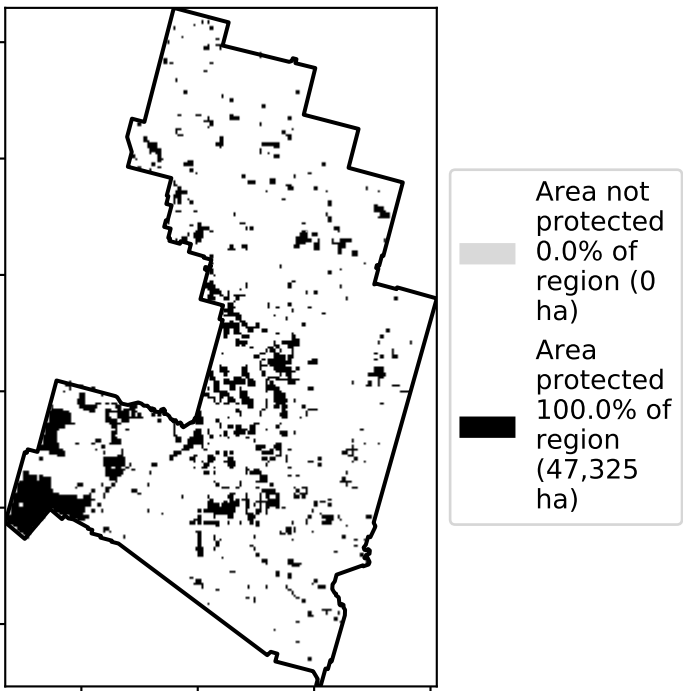 Area not
protected
0.0% of
region (0
ha)
Area
protected
100.0% of
region
(47,325
ha)